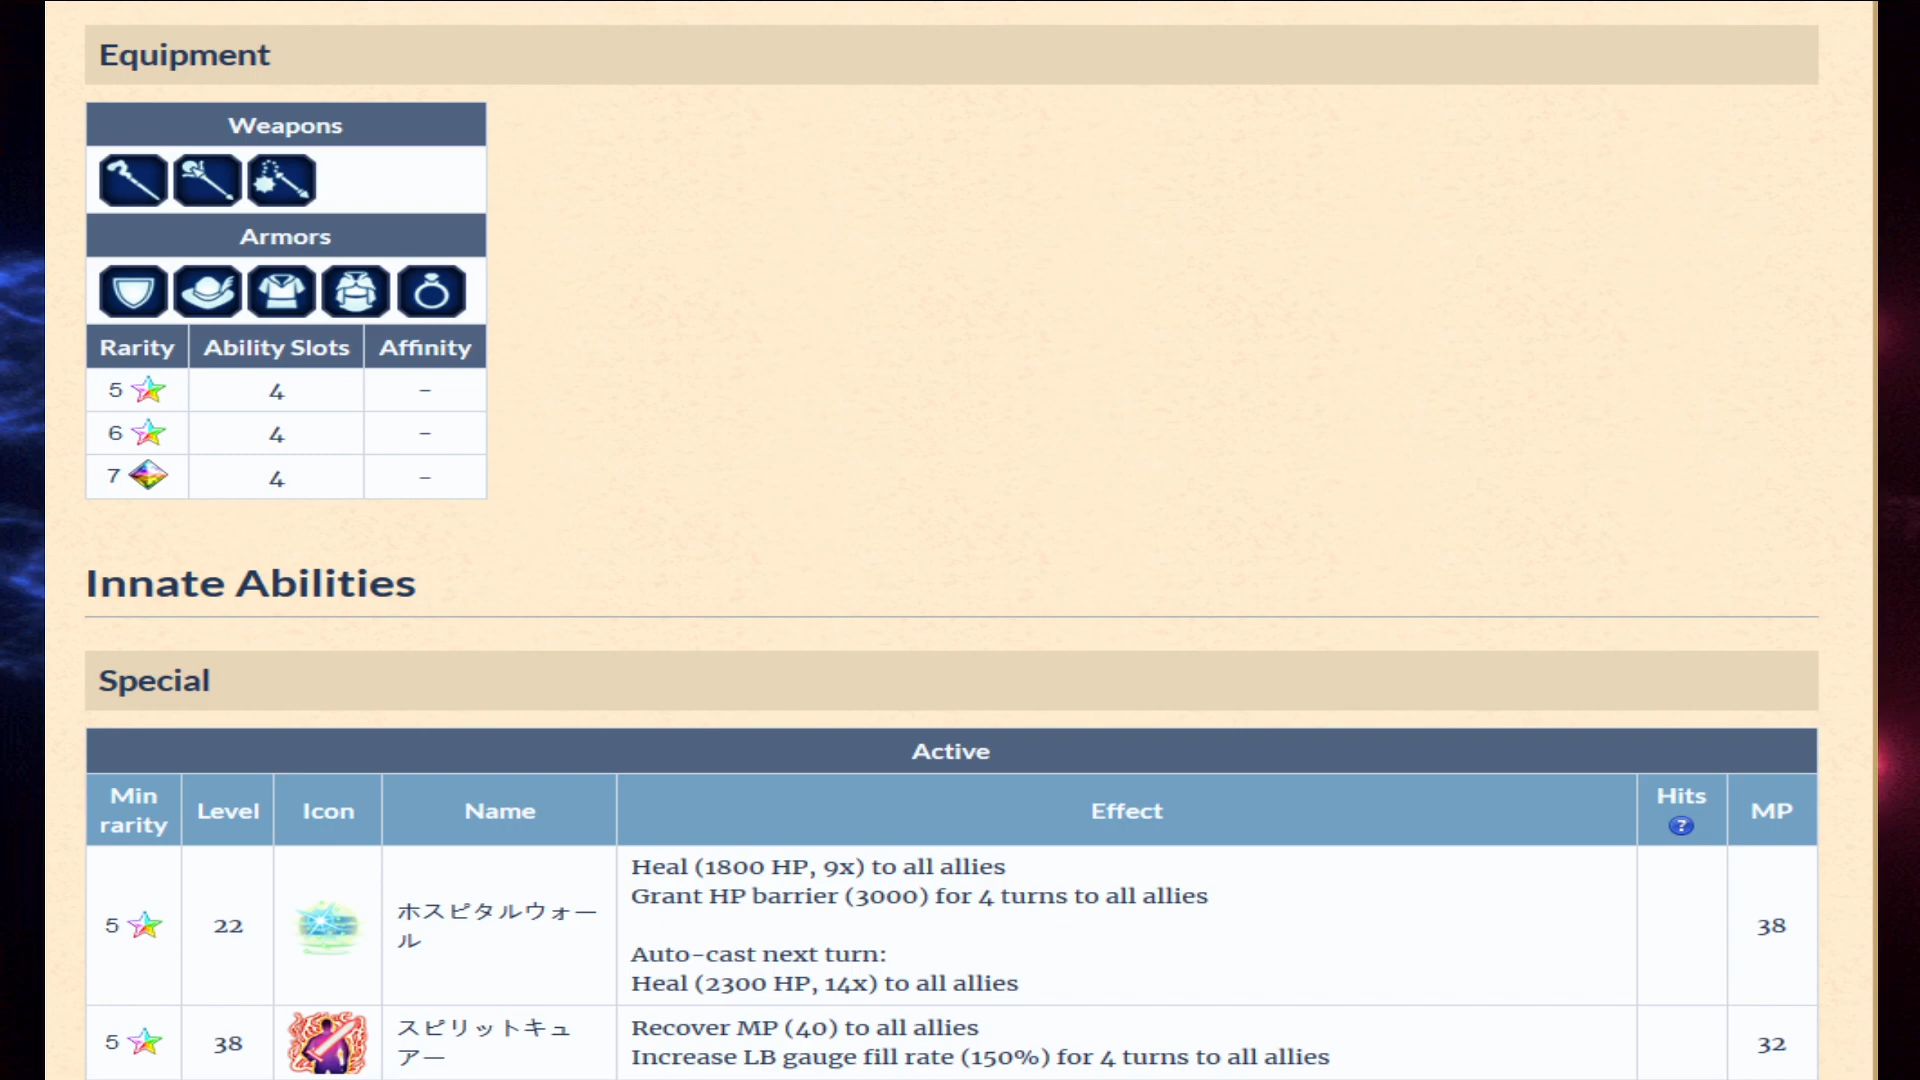 Equipment
Weapons
Armors
Rarity Ability Slots Affinity
5 4 –
6 4 –
7 4 –
Innate Abilities
Special
Active
Min rarity Level Icon Name Effect Hits ? MP
5 22 ホスピタルウォール 38
Heal (1800 HP, 9x) to all allies
Grant HP barrier (3000) for 4 turns to all allies
Auto-cast next turn:
Heal (2300 HP, 14x) to all allies
5 38 スピリットキュアー 32
Recover MP (40) to all allies
Increase LB gauge fill rate (150%) for 4 turns to all allies